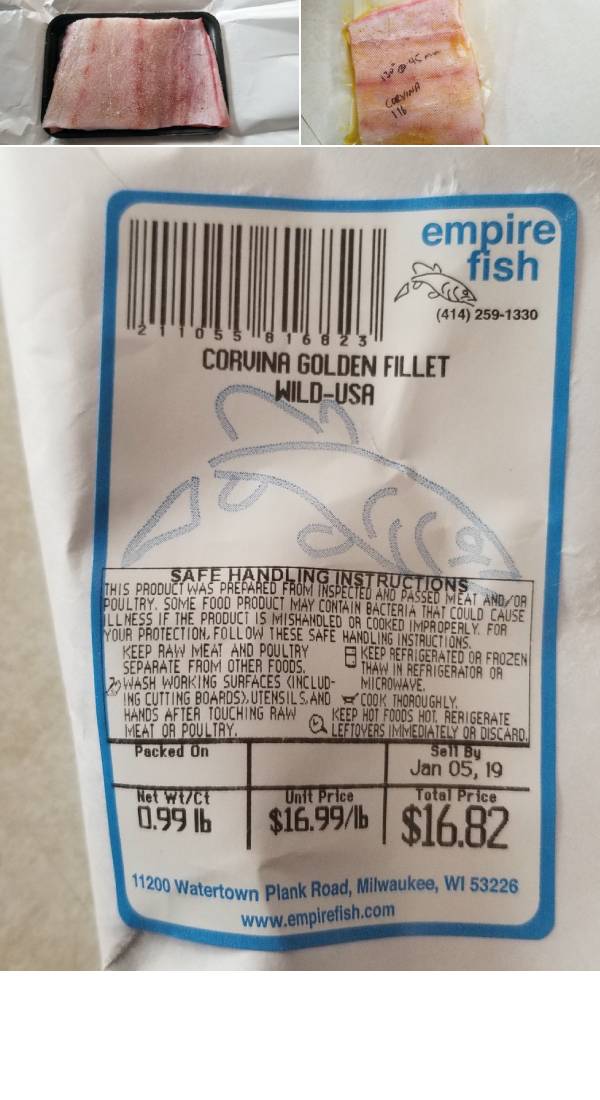 130° @ 45 min
CORVINA
1 lb
empire
fish
(414) 259-1330
2 11055 816823
CORVINA GOLDEN FILLET
WILD-USA
SAFE HANDLING INSTRUCTIONS
THIS PRODUCT WAS PREPARED FROM INSPECTED AND PASSED MEAT AND/OR
POULTRY. SOME FOOD PRODUCT MAY CONTAIN BACTERIA THAT COULD CAUSE
ILLNESS IF THE PRODUCT IS MISHANDLED OR COOKED IMPROPERLY. FOR
YOUR PROTECTION, FOLLOW THESE SAFE HANDLING INSTRUCTIONS.
KEEP RAW MEAT AND POULTRY
SEPARATE FROM OTHER FOODS.
WASH WORKING SURFACES (INCLUD-
ING CUTTING BOARDS), UTENSILS, AND
HANDS AFTER TOUCHING RAW
MEAT OR POULTRY.
KEEP REFRIGERATED OR FROZEN
THAW IN REFRIGERATOR OR
MICROWAVE.
COOK THOROUGHLY.
KEEP HOT FOODS HOT. RERIGERATE
LEFTOVERS IMMEDIATELY OR DISCARD.
Packed On
Sell By
Jan 05, 19
Net Wt/Ct
0.99 lb
Unit Price
$16.99/lb
Total Price
$16.82
11200 Watertown Plank Road, Milwaukee, WI 53226
www.empirefish.com